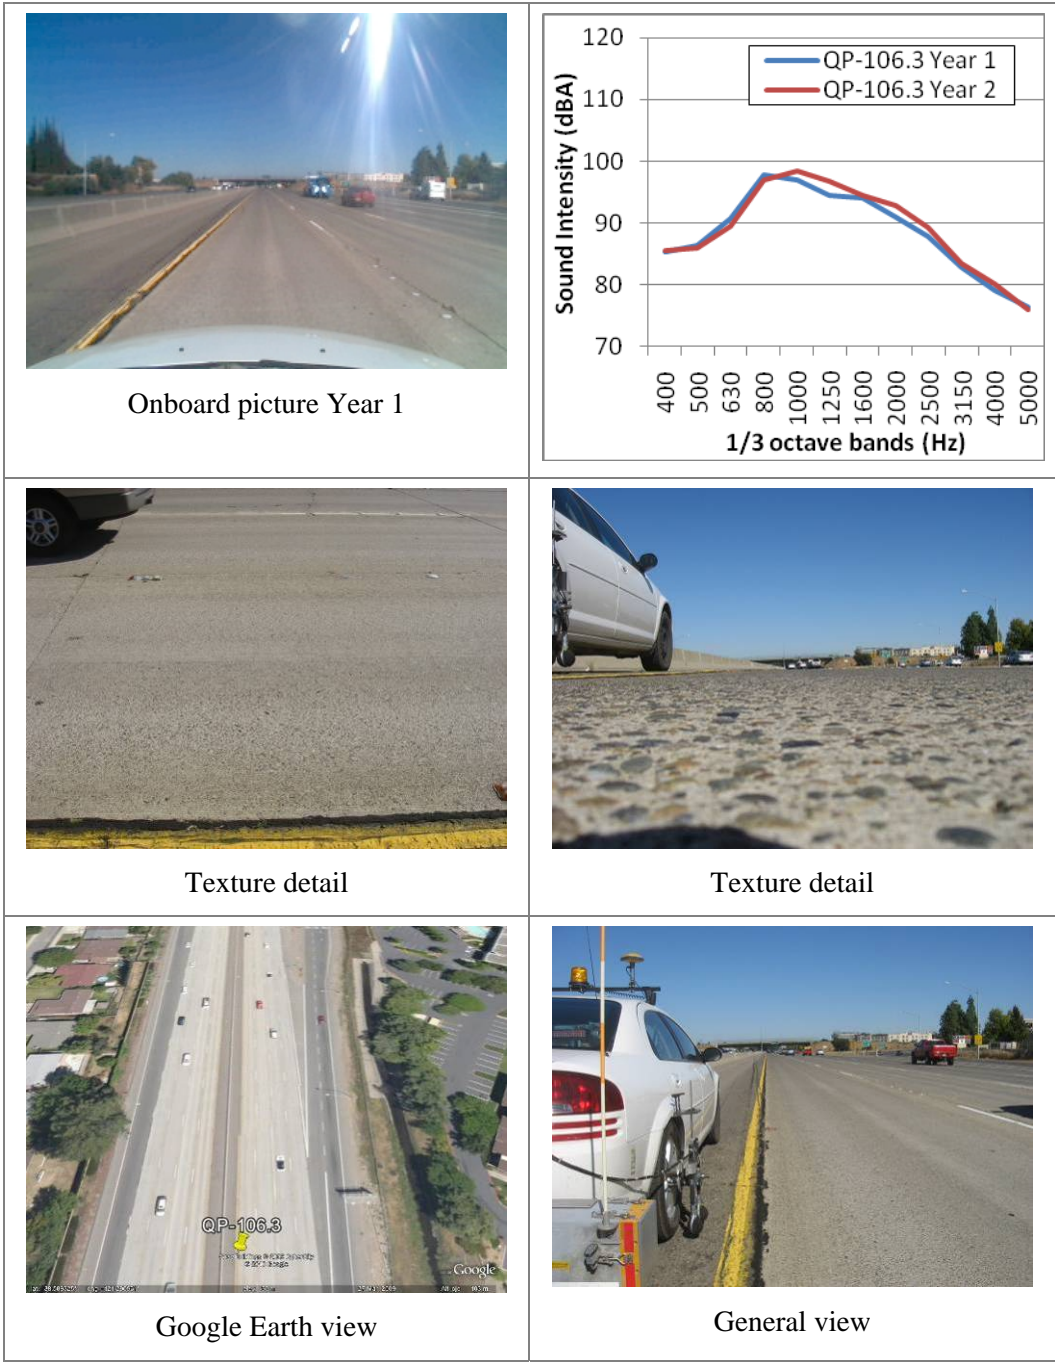 120
110
100
90
80
70
Sound Intensity (dBA)
QP-106.3 Year 1
QP-106.3 Year 2
400
500
630
800
1000
1250
1600
2000
2500
3150
4000
5000
1/3 octave bands (Hz)
Onboard picture Year 1
Texture detail
Texture detail
QP-106.3
Google
Google Earth view
General view